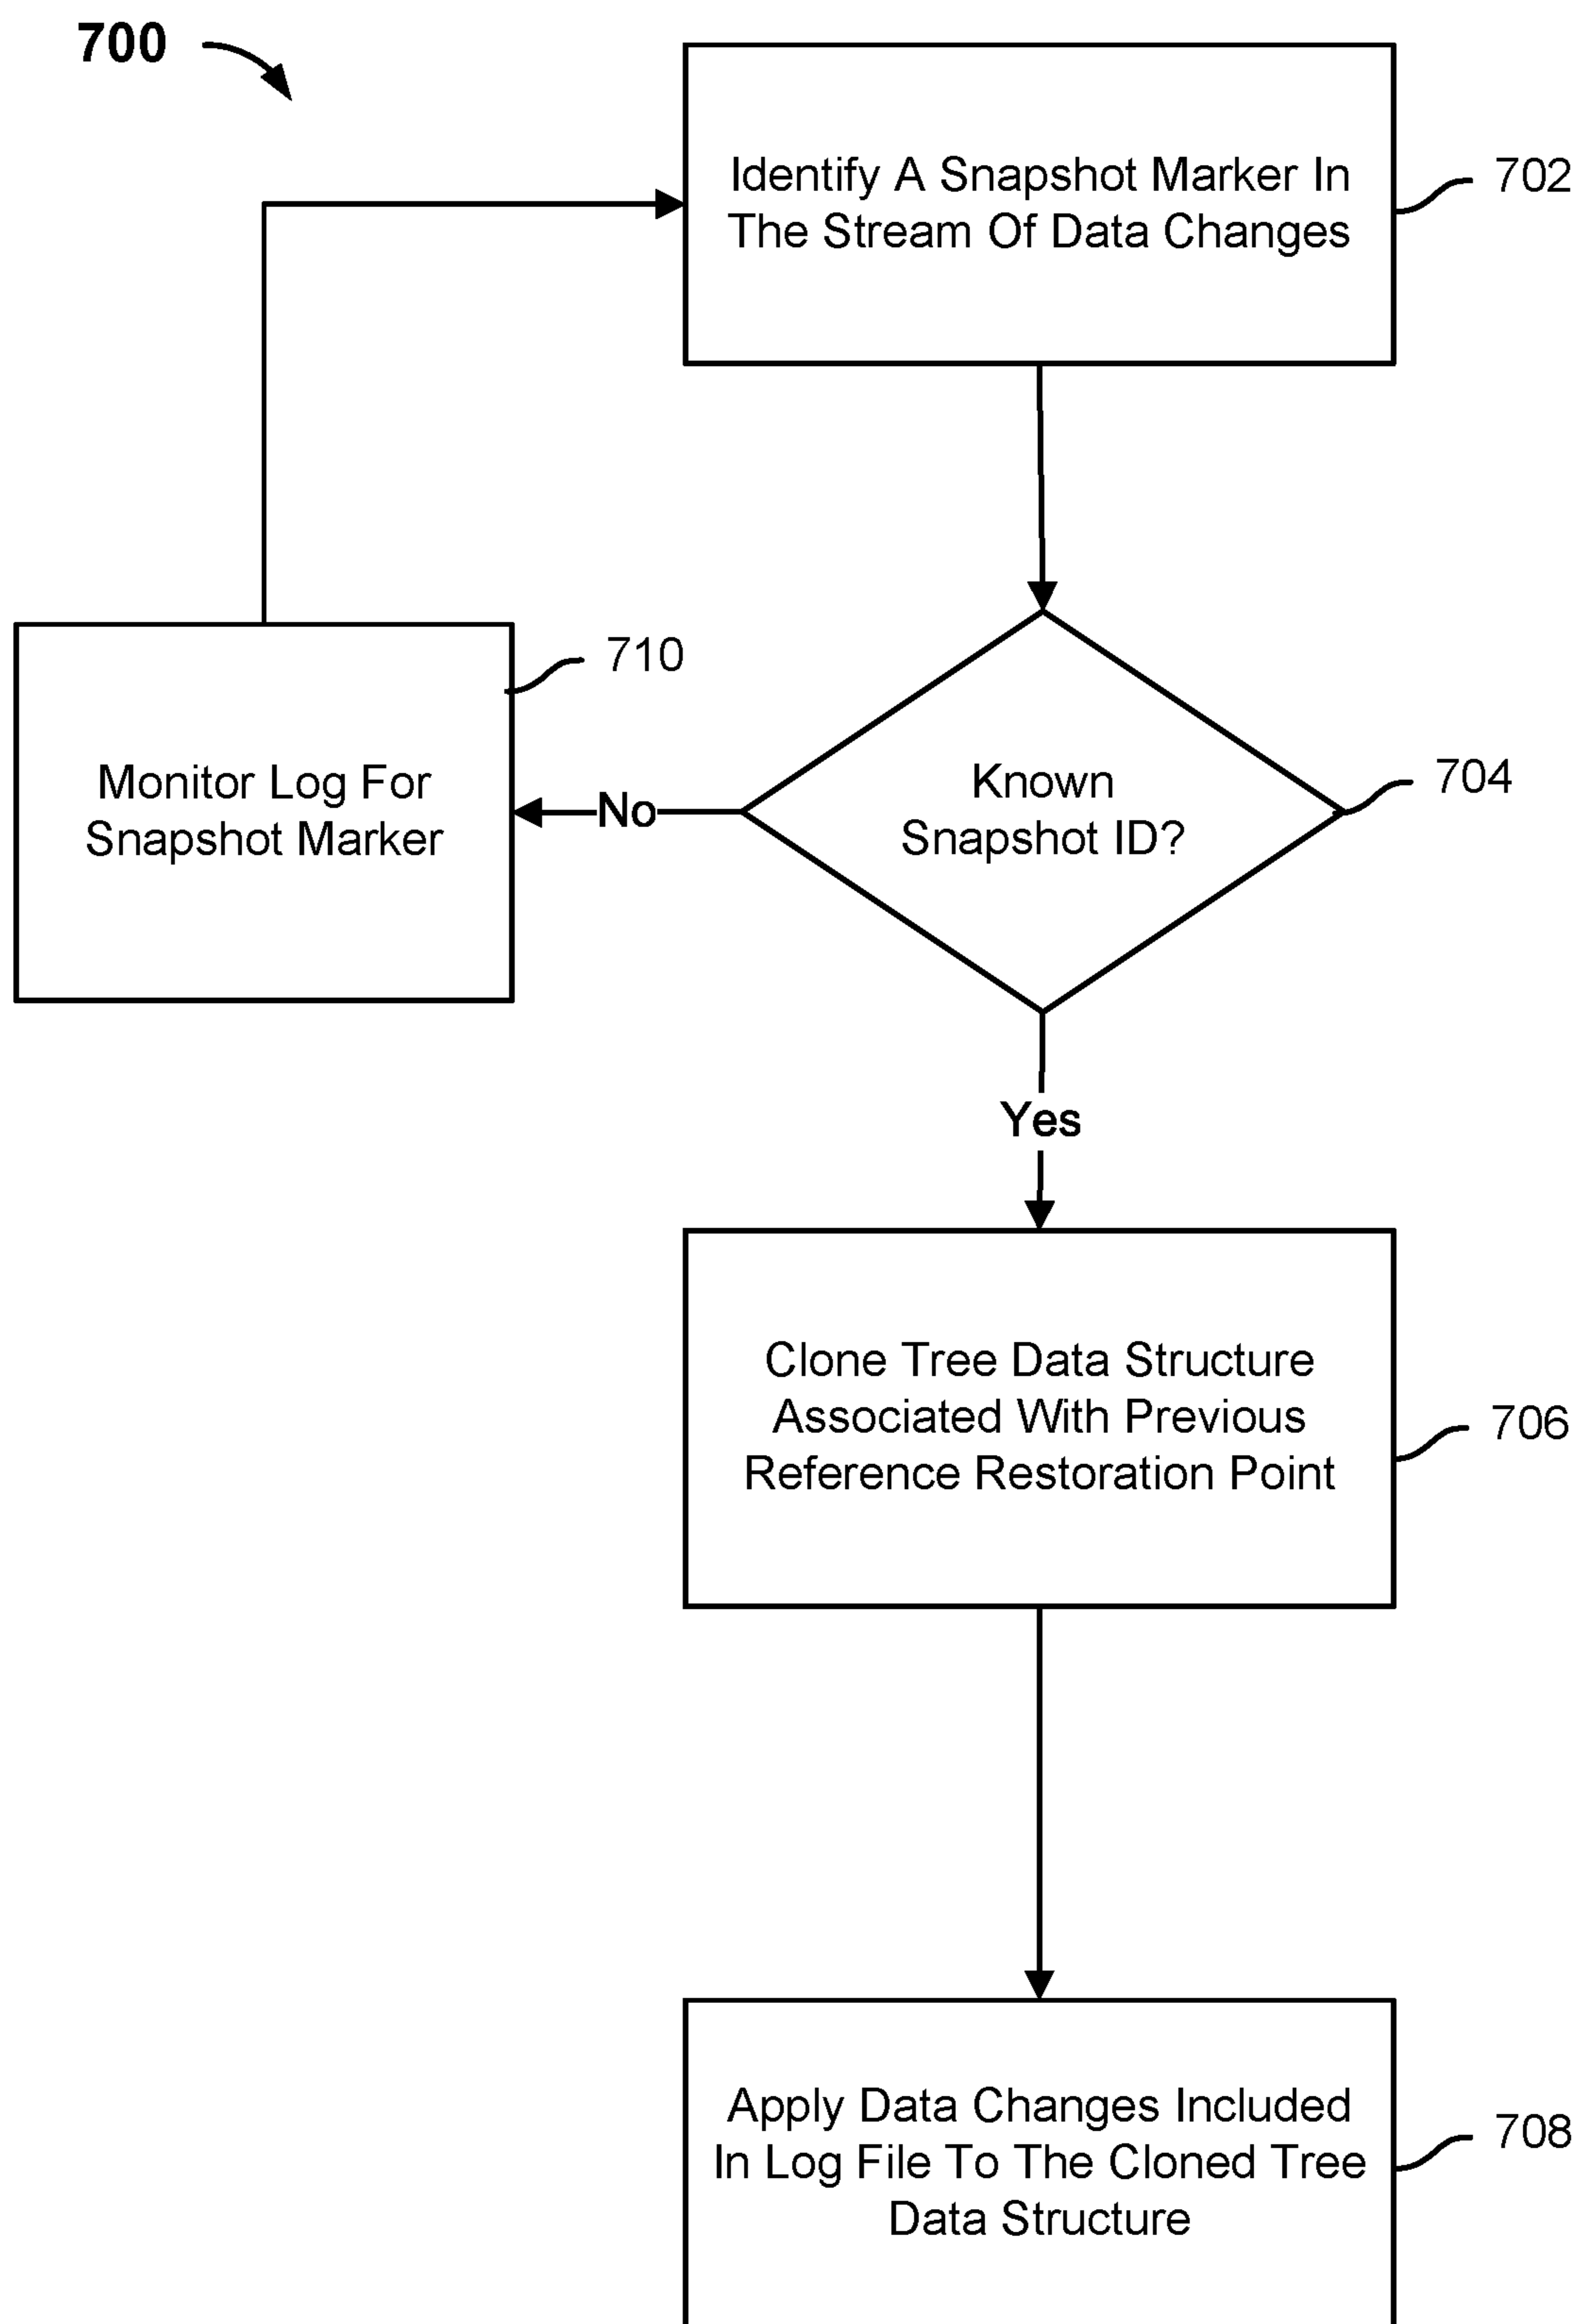 700
Identify A Snapshot Marker In
The Stream Of Data Changes
702
710
Monitor Log For
Snapshot Marker
No
Known
Snapshot ID?
704
Yes
Clone Tree Data Structure
Associated With Previous
Reference Restoration Point
706
Apply Data Changes Included
In Log File To The Cloned Tree
Data Structure
708